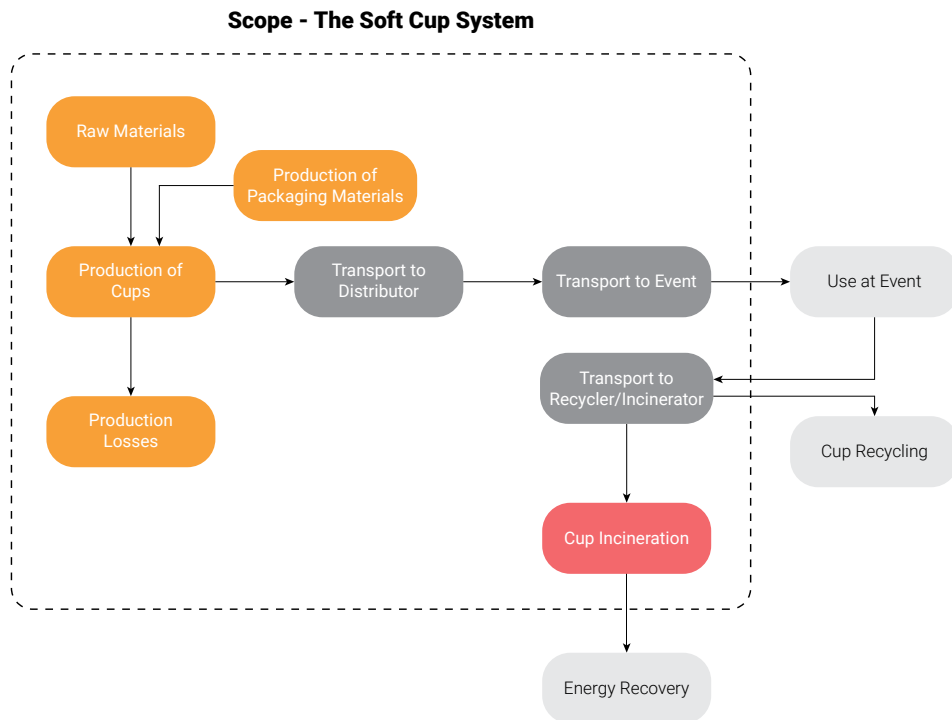 Scope - The Soft Cup System
Raw Materials
Production of
Packaging Materials
Production of
Cups
Transport to
Distributor
Transport to Event
Use at Event
Transport to
Recycler/Incinerator
Production
Losses
Cup Recycling
Cup Incineration
Energy Recovery